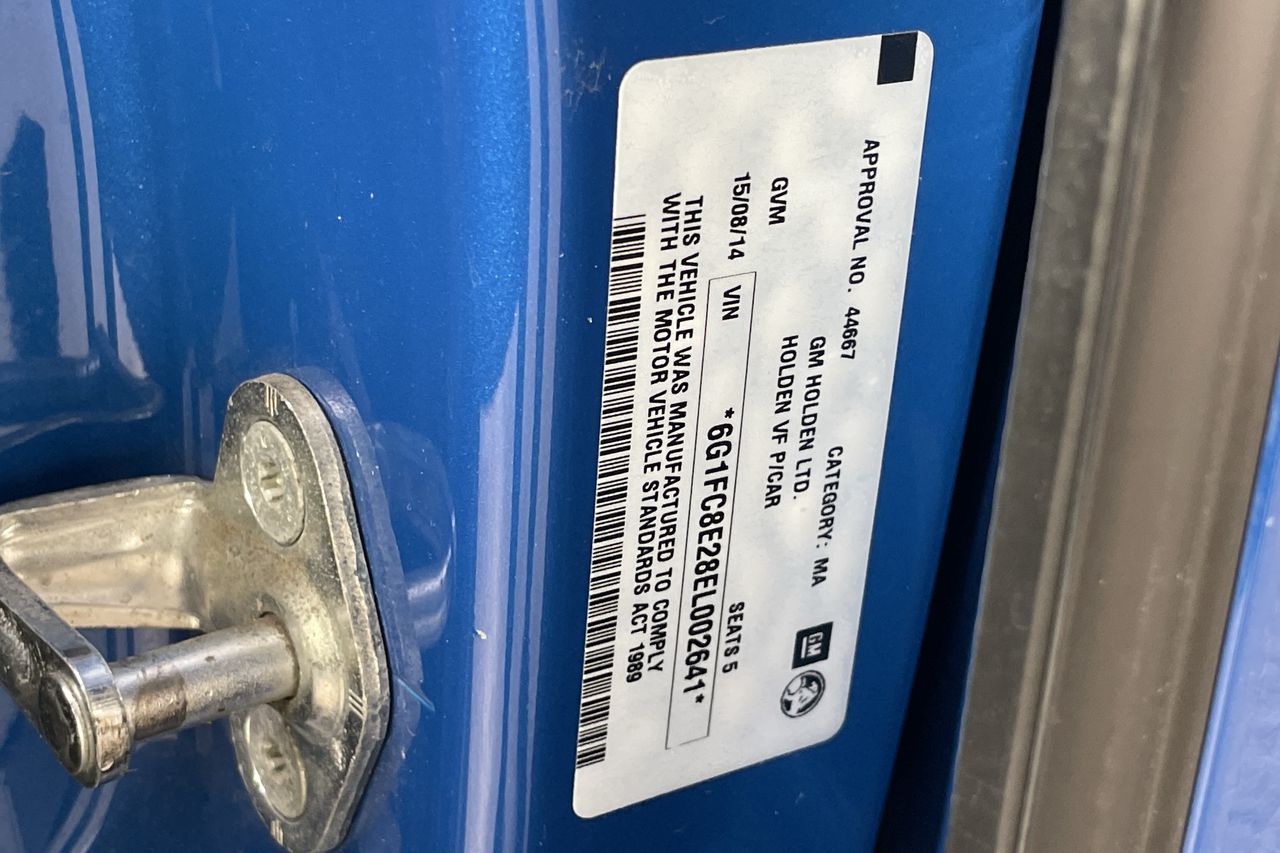 APPROVAL NO. 44667 CATEGORY: MA
GM HOLDEN LTD. GM
GVM HOLDEN VF P/CAR
15/08/14 SEATS 5
VIN *6G1FC8E28EL002641*
THIS VEHICLE WAS MANUFACTURED TO COMPLY
WITH THE MOTOR VEHICLE STANDARDS ACT 1989